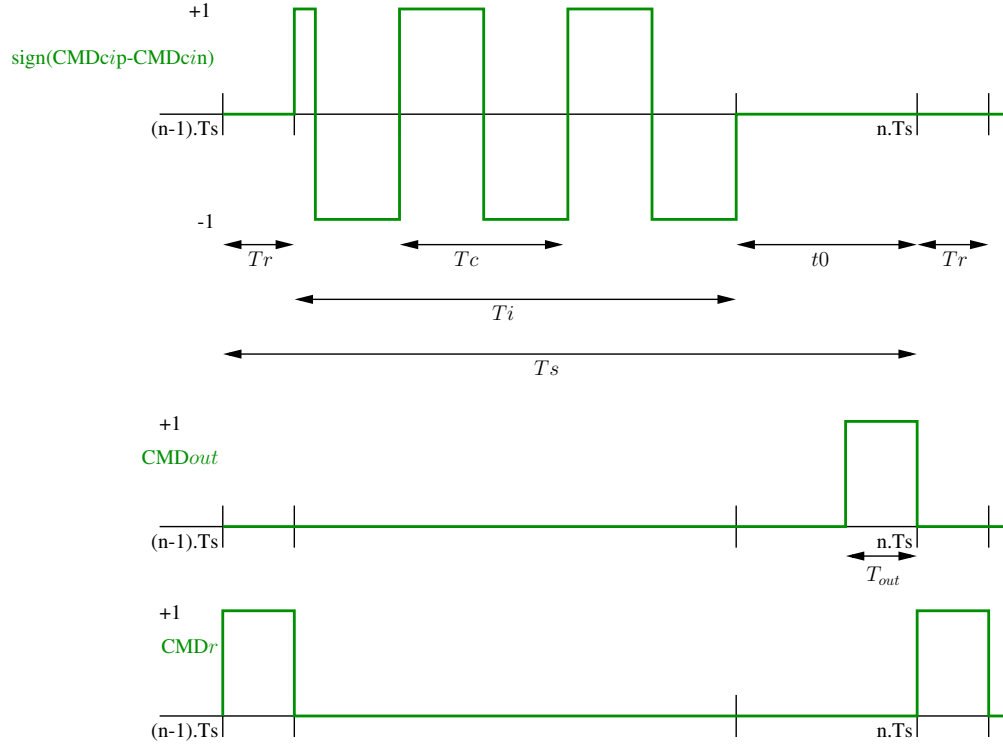 +1
sign(CMDcip-CMDcin)
(n-1).Ts
n.Ts
-1
Tr
Tc
t0
Tr
Ti
Ts
+1
CMDout
(n-1).Ts
n.Ts
T_out
+1
CMDr
(n-1).Ts
n.Ts